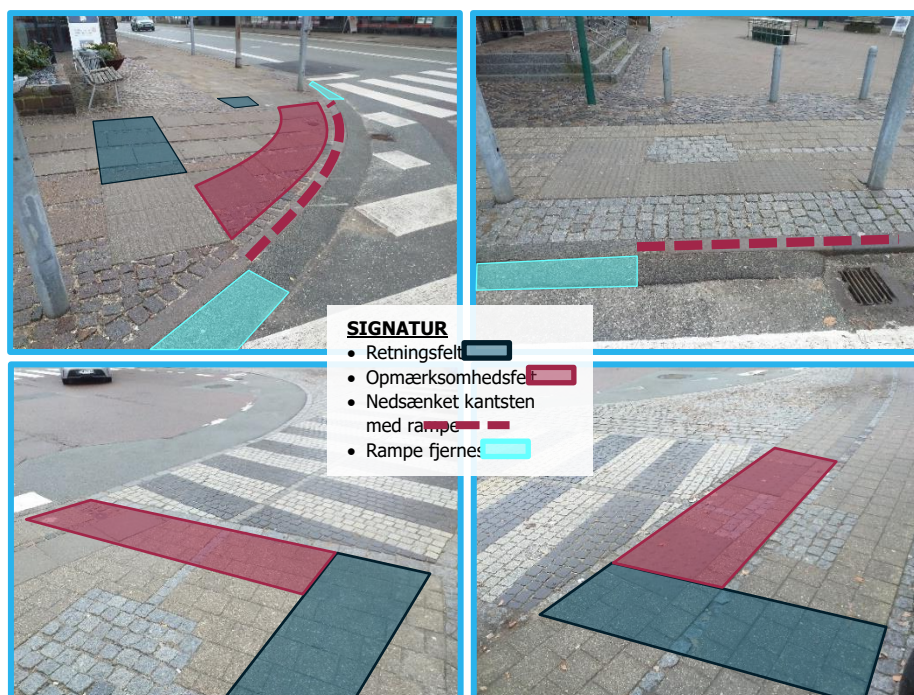 SIGNATUR
• Retningsfelt
• Opmærksomhedsfelt
• Nedsænket kantsten
med rampe
• Rampe fjernes